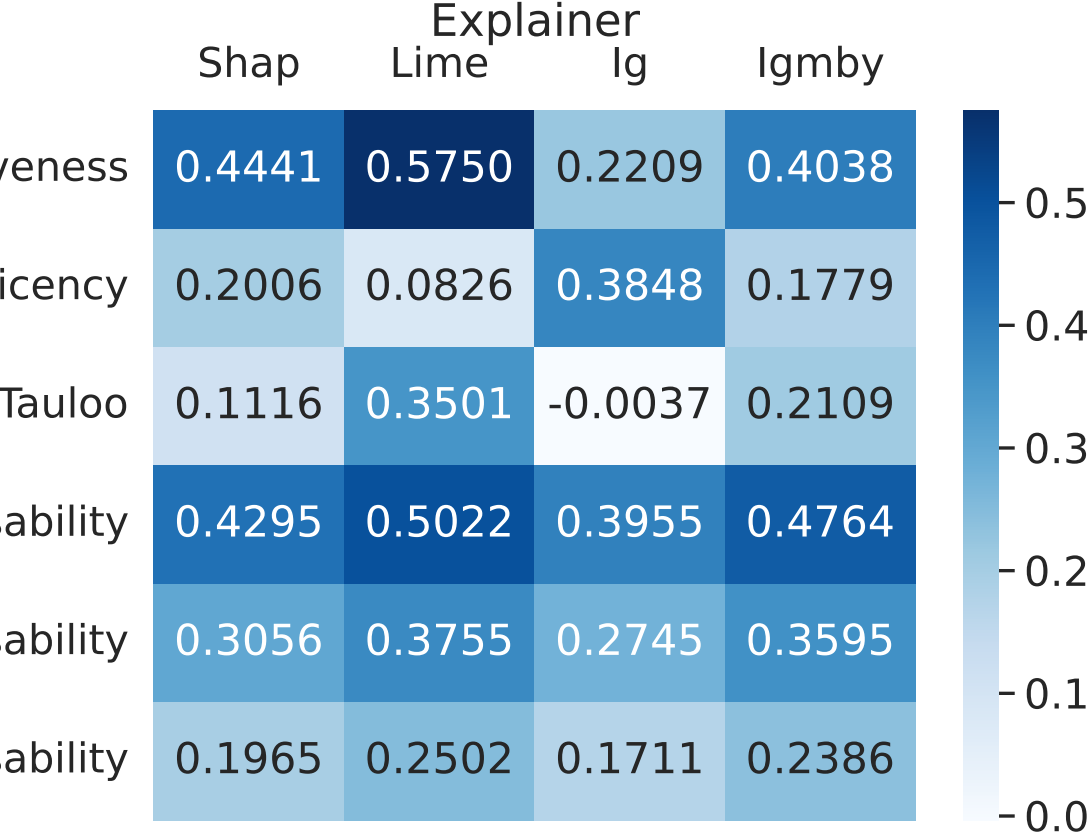 Explainer
Shap Lime Ig Igmby
veness 0.4441 0.5750 0.2209 0.4038
icency 0.2006 0.0826 0.3848 0.1779
Tauloo 0.1116 0.3501 -0.0037 0.2109
ability 0.4295 0.5022 0.3955 0.4764
ability 0.3056 0.3755 0.2745 0.3595
ability 0.1965 0.2502 0.1711 0.2386
0.5
0.4
0.3
0.2
0.1
0.0